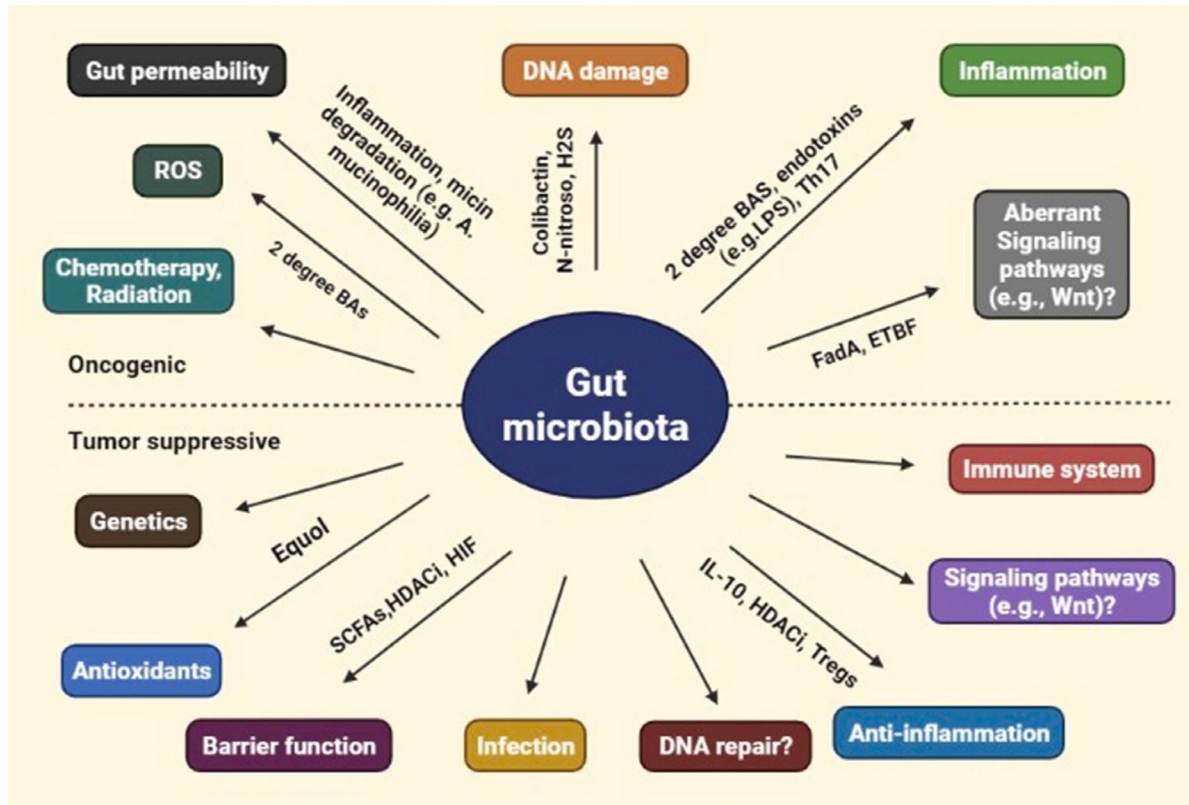 Gut permeability
DNA damage
Inflammation
Inflammation, micin
degradation (e.g. A.
mucinophilia)
Colibactin,
N-nitroso, H2S
2 degree BAS, endotoxins
(e.g.LPS), Th17
ROS
2 degree BAs
Aberrant
Signaling
pathways
(e.g., Wnt)?
Chemotherapy,
Radiation
FadA, ETBF
Oncogenic
Gut
microbiota
Tumor suppressive
Immune system
Genetics
Equol
SCFAs,HDACi, HIF
IL-10, HDACi, Tregs
Signaling pathways
(e.g., Wnt)?
Antioxidants
Barrier function
Infection
DNA repair?
Anti-inflammation